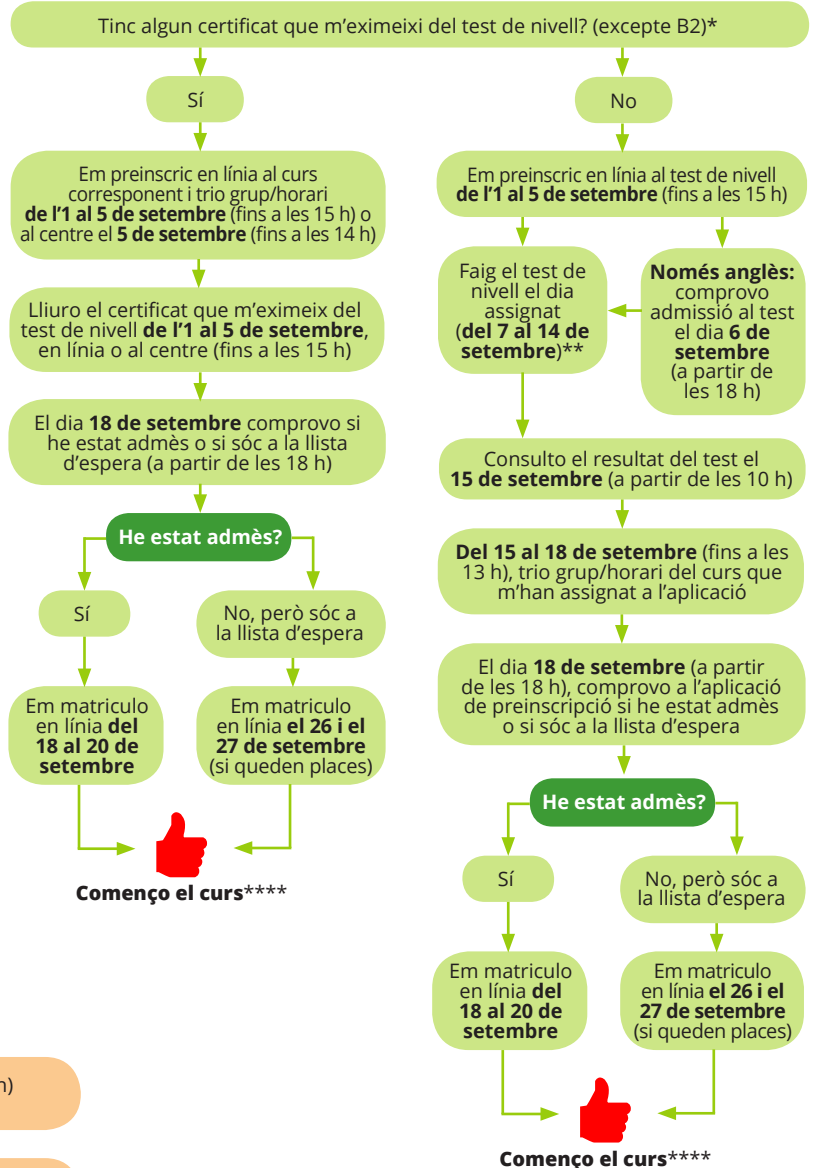 Tinc algun certificat que m'eximeixi del test de nivell? (excepte B2)*
Sí
Em preinscric en línia al curs
corresponent i trio grup/horari
de l'1 al 5 de setembre (fins a les 15 h) o
al centre el 5 de setembre (fins a les 14 h)
Lliuro el certificat que m'eximeix del
test de nivell de l'1 al 5 de setembre,
en línia o al centre (fins a les 15 h)
El dia 18 de setembre comprovo si
he estat admès o si sóc a la llista
d'espera (a partir de les 18 h)
He estat admès?
Sí
Em matriculo
en línia del
18 al 20 de
setembre
No, però sóc a
la llista d'espera
Em matriculo
en línia el 26 i el
27 de setembre
(si queden places)
Començo el curs****
No
Em preinscric en línia al test de nivell
de l'1 al 5 de setembre (fins a les 15 h)
Faig el test de
nivell el dia
assignat
(del 7 al 14 de
setembre)**
Només anglès:
comprovo
admissió al test
el dia 6 de
setembre
(a partir de
les 18 h)
Consulto el resultat del test el
15 de setembre (a partir de les 10 h)
Del 15 al 18 de setembre (fins a les
13 h), trio grup/horari del curs que
m'han assignat a l'aplicació
El dia 18 de setembre (a partir
de les 18 h), comprovo a l'aplicació
de preinscripció si he estat admès
o si sóc a la llista d'espera
He estat admès?
Sí
Em matriculo
en línia del
18 al 20 de
setembre
No, però sóc a
la llista d'espera
Em matriculo
en línia el 26 i el
27 de setembre
(si queden places)
Començo el curs****
h)